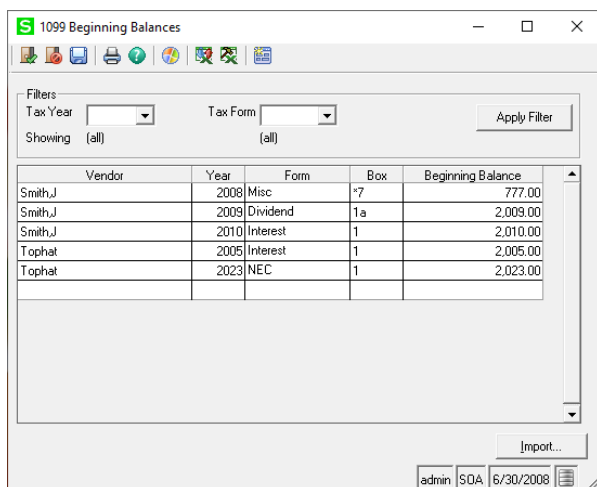 S 1099 Beginning Balances
Filters
Tax Year Tax Form Apply Filter
Showing (all) (all)
Vendor Year Form Box Beginning Balance
Smith,J 2008 Misc *7 777.00
Smith,J 2009 Dividend 1a 2,009.00
Smith,J 2010 Interest 1 2,010.00
Tophat 2005 Interest 1 2,005.00
Tophat 2023 NEC 1 2,023.00
Import...
admin SOA 6/30/2008